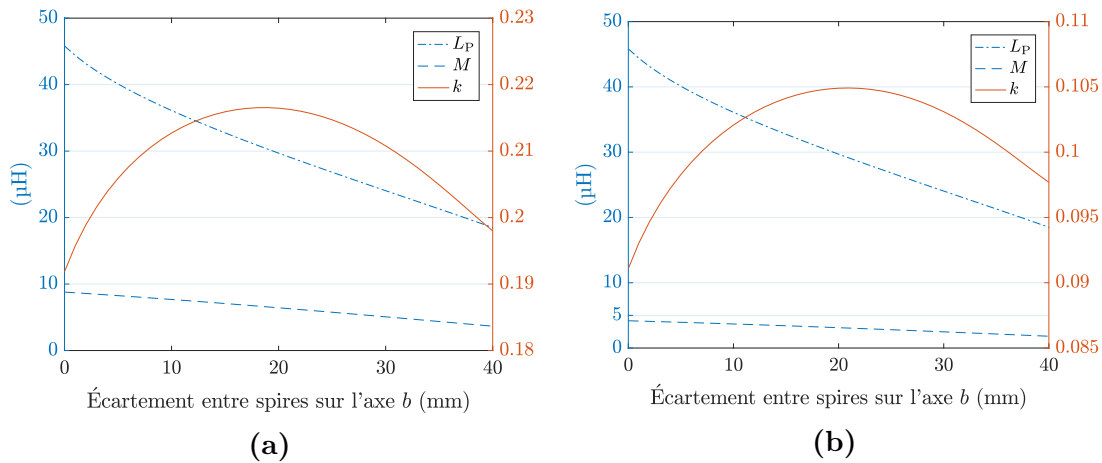 50
40
30
20
10
0
(µH)
0.23
0.22
0.21
0.2
0.19
0.18
L_P
M
k
0 10 20 30 40
Écartement entre spires sur l'axe b (mm)
(a)
50
40
30
20
10
5
0
(µH)
0.11
0.105
0.1
0.095
0.09
0.085
L_P
M
k
0 10 20 30 40
Écartement entre spires sur l'axe b (mm)
(b)